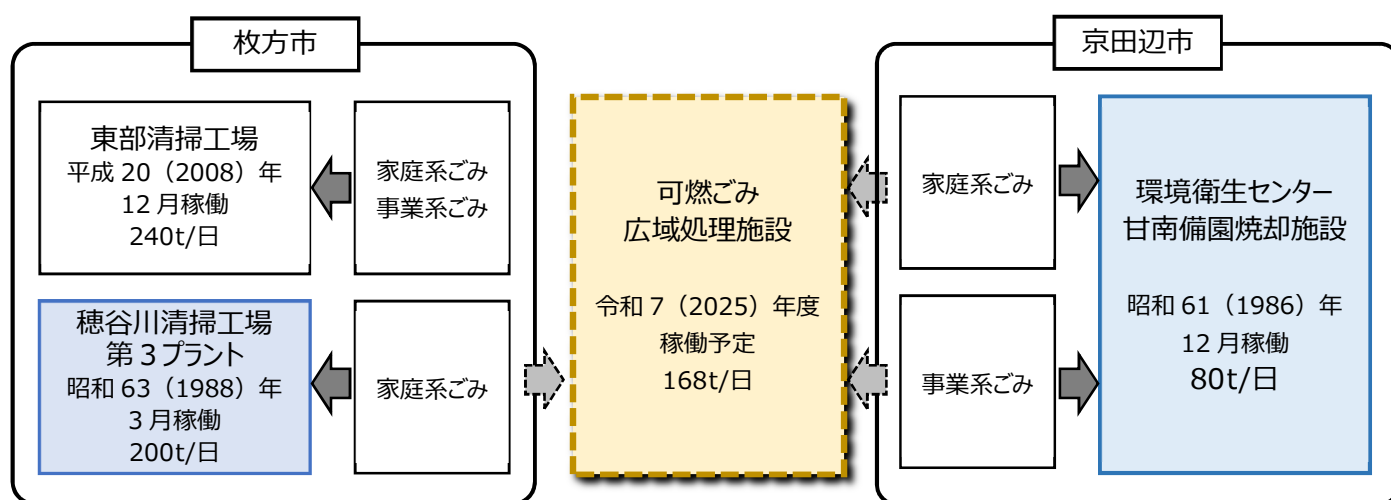 枚方市
東部清掃工場
平成 20（2008）年
12 月稼働
240t/日
家庭系ごみ
事業系ごみ
穂谷川清掃工場
第３プラント
昭和 63（1988）年
3 月稼働
200t/日
家庭系ごみ
可燃ごみ
広域処理施設
令和 7（2025）年度
稼働予定
168t/日
京田辺市
家庭系ごみ
事業系ごみ
環境衛生センター
甘南備園焼却施設
昭和 61（1986）年
12 月稼働
80t/日